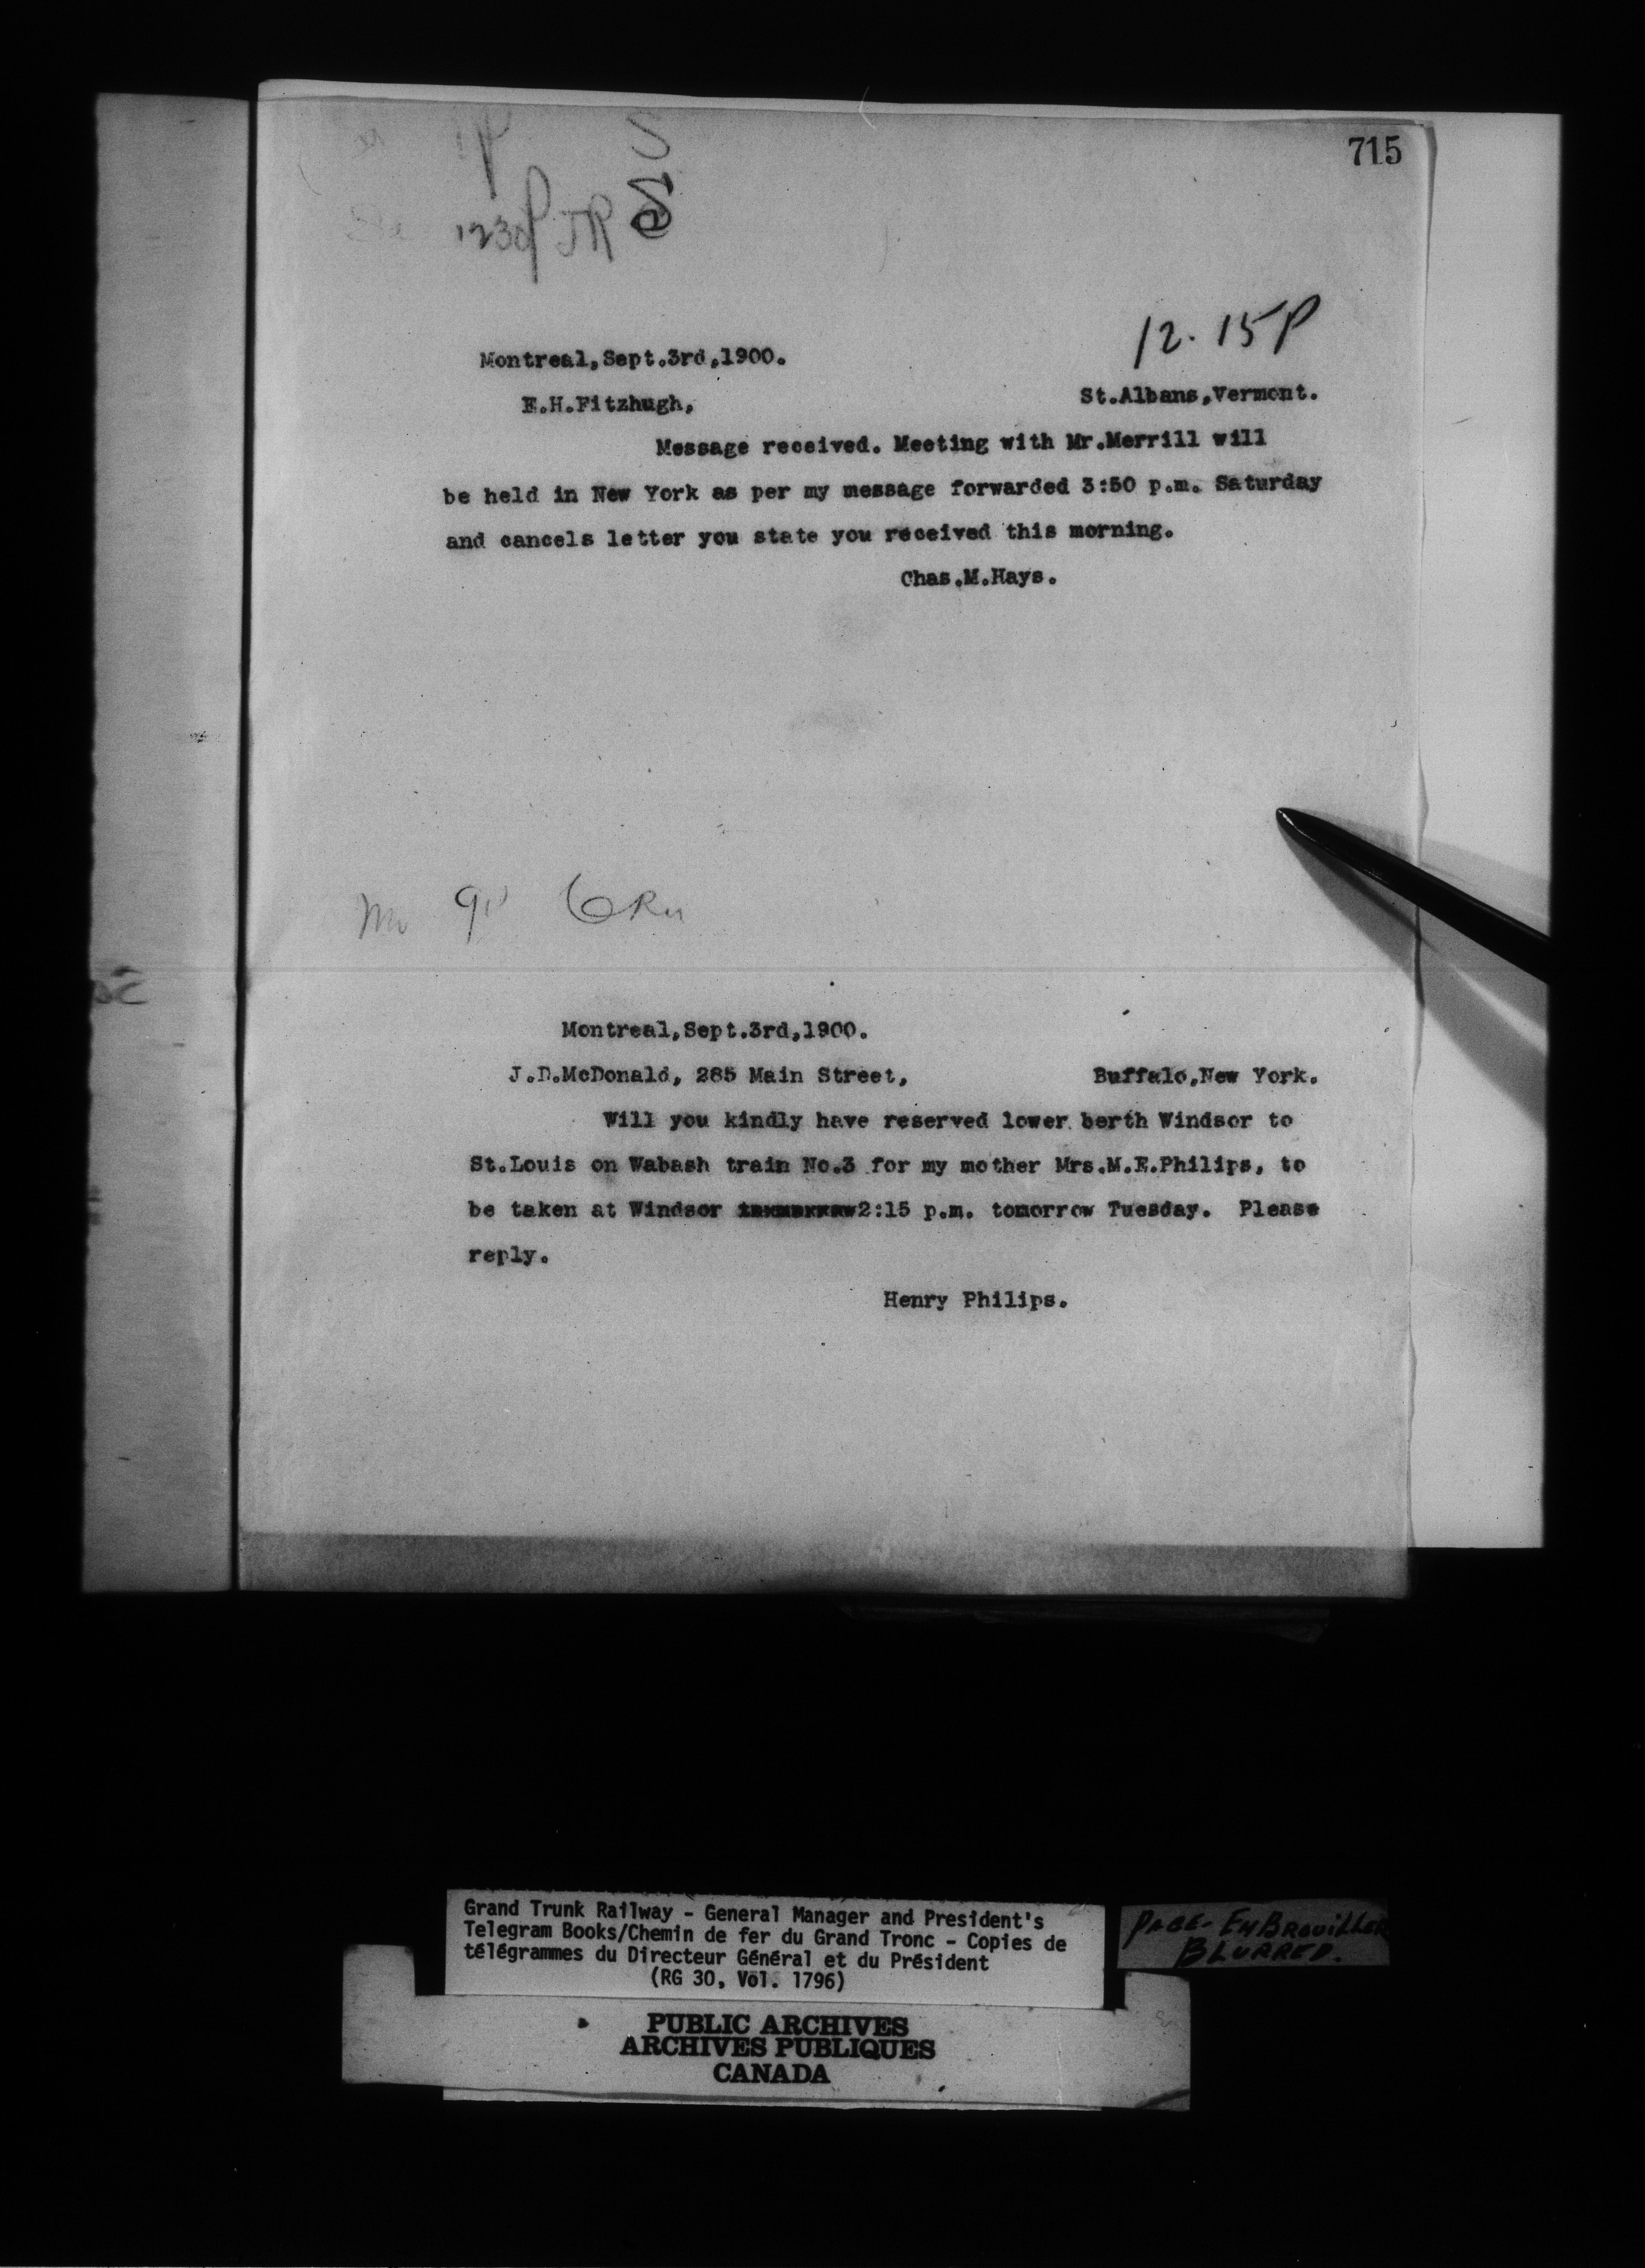 715
1230P JR
12.15P
Montreal,Sept.3rd,1900.
E.H.Fitzhugh, St.Albans,Vermont.
Message received. Meeting with Mr.Merrill will
be held in New York as per my message forwarded 3:50 p.m. Saturday
and cancels letter you state you received this morning.
Chas.M.Hays.
Montreal,Sept.3rd,1900.
J.D.McDonald, 285 Main Street, Buffalo,New York.
Will you kindly have reserved lower berth Windsor to
St.Louis on Wabash train No.3 for my mother Mrs.M.E.Philips, to
be taken at Windsor 2:15 p.m. tomorrow Tuesday. Please
reply.
Henry Philips.
Grand Trunk Railway - General Manager and President's
Telegram Books/Chemin de fer du Grand Tronc - Copies de
télégrammes du Directeur Général et du Président
(RG 30, Vol. 1796)
PAGE - EMBROUILLER
BLURRED.
PUBLIC ARCHIVES
ARCHIVES PUBLIQUES
CANADA